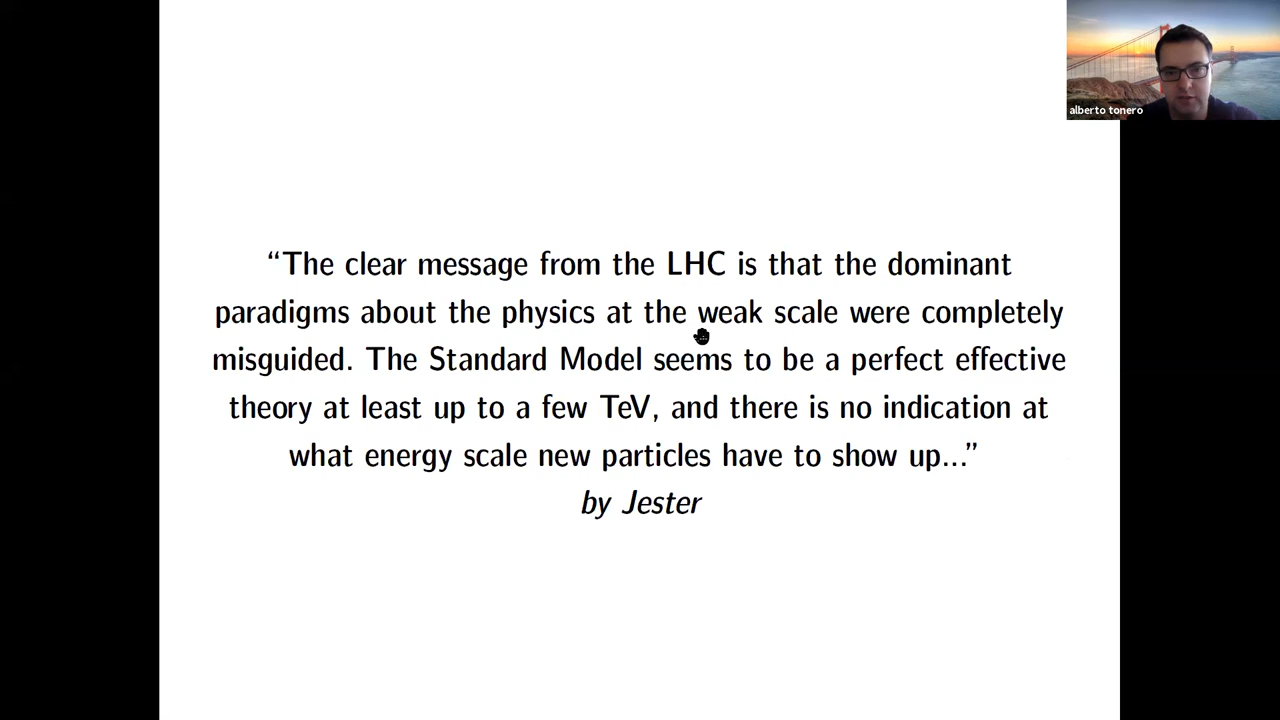 alberto tonero
“The clear message from the LHC is that the dominant
paradigms about the physics at the weak scale were completely
misguided. The Standard Model seems to be a perfect effective
theory at least up to a few TeV, and there is no indication at
what energy scale new particles have to show up...”
by Jester